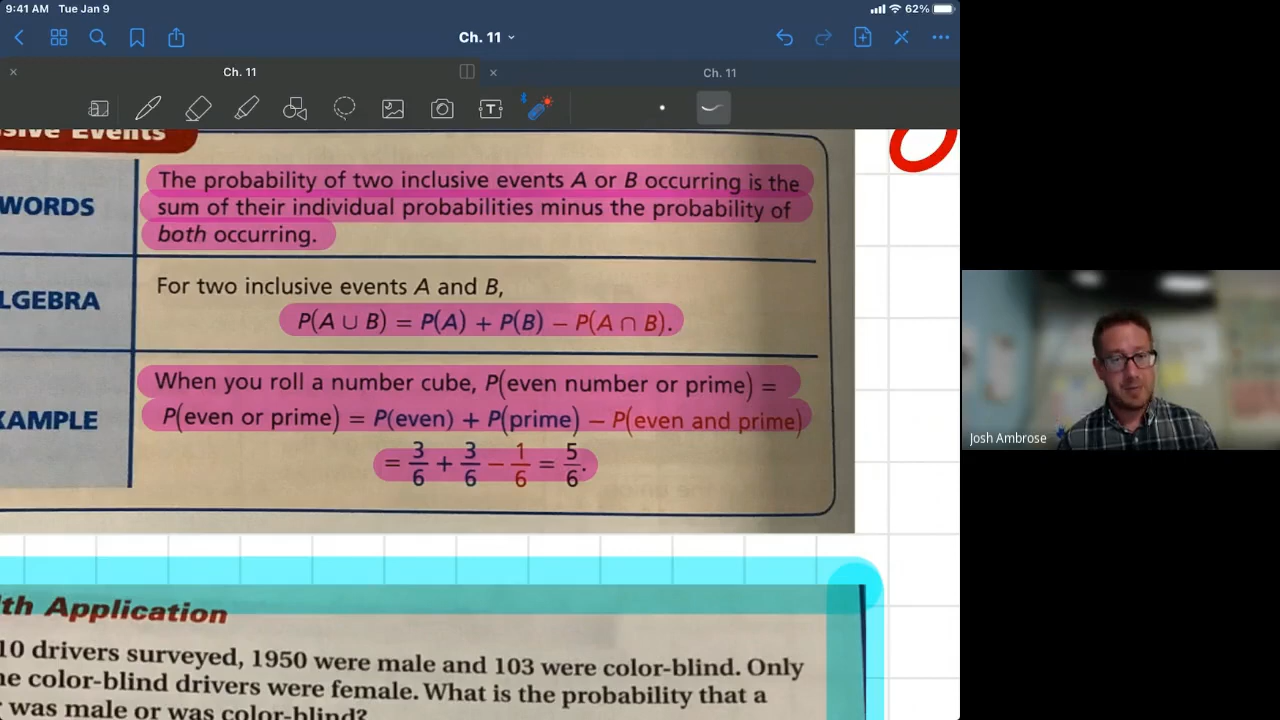 9:41 AM Tue Jan 9
62%
Ch. 11
Ch. 11
Ch. 11
T
Events
WORDS
The probability of two inclusive events A or B occurring is the
sum of their individual probabilities minus the probability of
both occurring.
LGEBRA
For two inclusive events A and B,
P(A ∪ B) = P(A) + P(B) − P(A ∩ B).
XAMPLE
When you roll a number cube, P(even number or prime) =
P(even or prime) = P(even) + P(prime) − P(even and prime)
= 3/6 + 3/6 − 1/6 = 5/6.
lth Application
10 drivers surveyed, 1950 were male and 103 were color-blind. Only
e color-blind drivers were female. What is the probability that a
was male or was color-blind?
Josh Ambrose